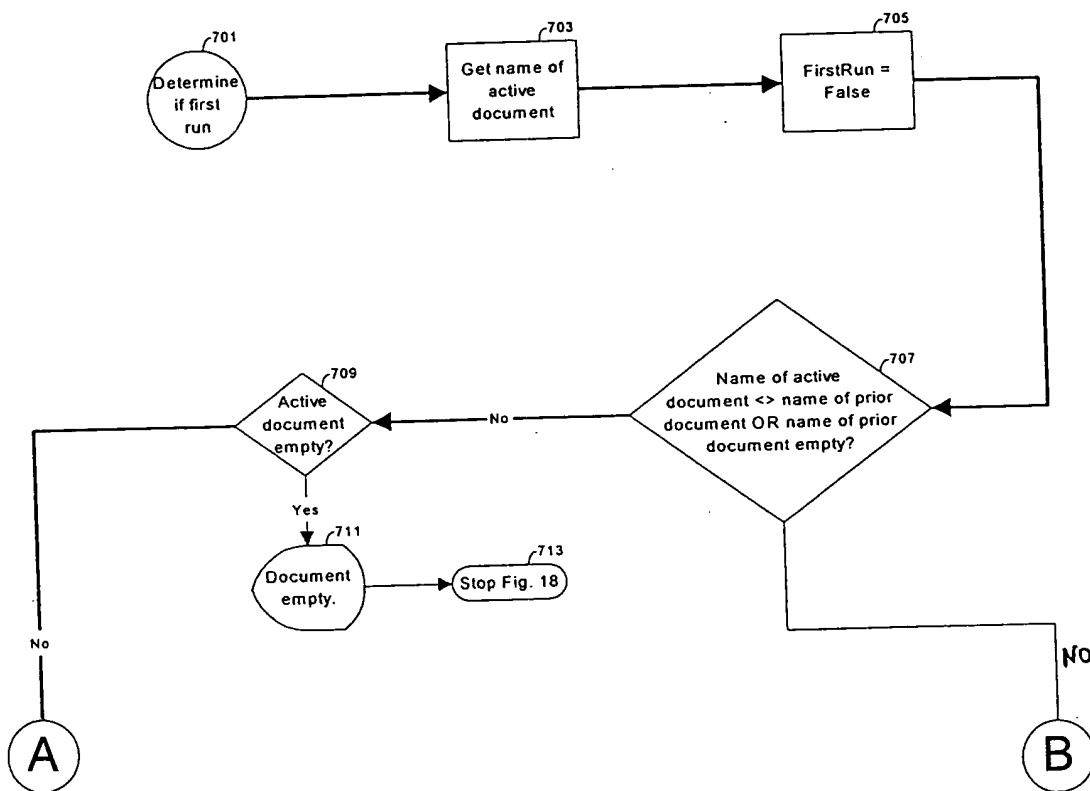 701
Determine
if first
run
703
Get name of
active
document
705
FirstRun =
False
707
Name of active
document <> name of prior
document OR name of prior
document empty?
No
709
Active
document
empty?
Yes
711
Document
empty.
713
Stop Fig. 18
No
NO
A
B